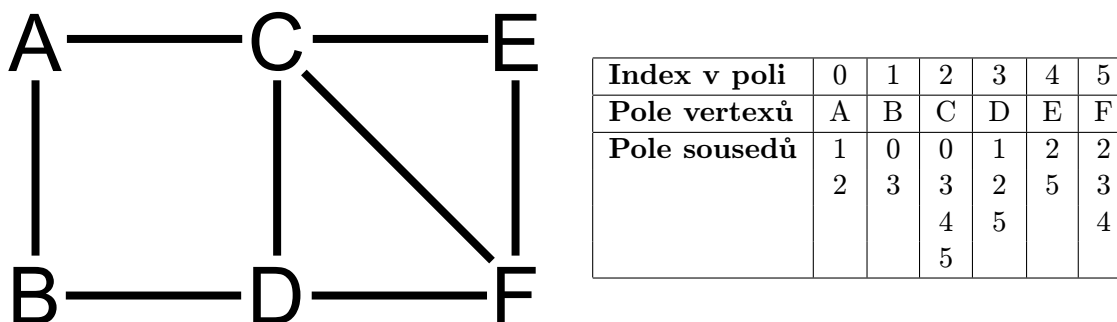 A C E
B D F
Index v poli 0 1 2 3 4 5
Pole vertexů A B C D E F
Pole sousedů 1 0 0 1 2 2
2 3 3 2 5 3
4 5 4
5